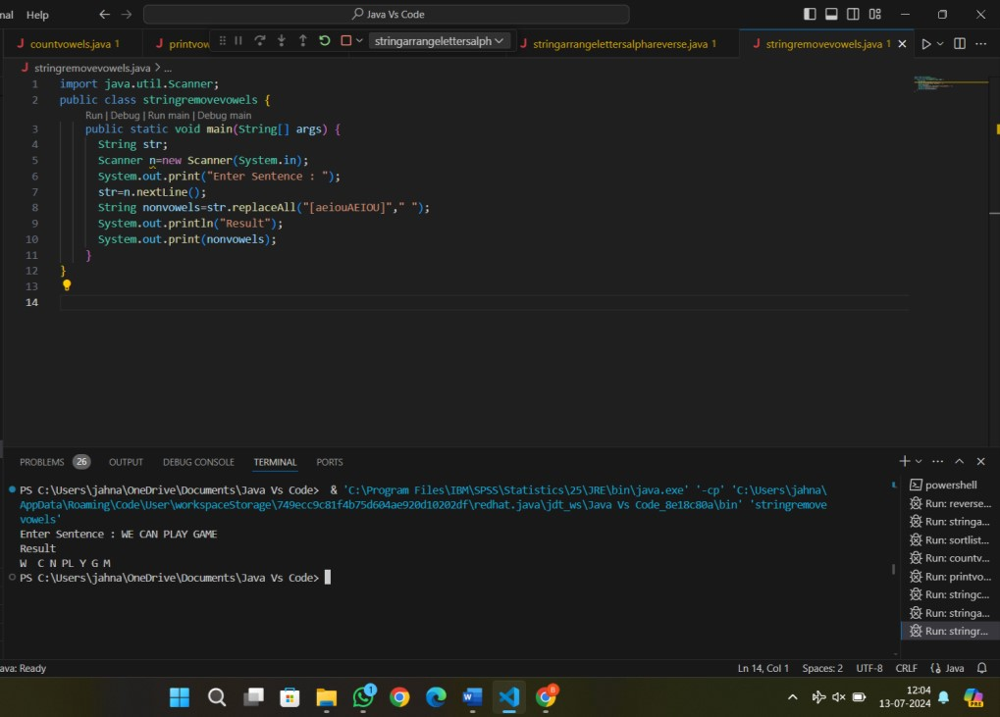 nal Help
Java Vs Code
countvowels.java 1
printvow
stringarrangelettersalph
stringarrangelettersalphareverse.java 1
stringremovevowels.java 1
stringremovevowels.java > ...
1 import java.util.Scanner;
2 public class stringremovevowels {
Run | Debug | Run main | Debug main
3 public static void main(String[] args) {
4 String str;
5 Scanner n=new Scanner(System.in);
6 System.out.print("Enter Sentence : ");
7 str=n.nextLine();
8 String nonvowels=str.replaceAll("[aeiouAEIOU]"," ");
9 System.out.println("Result");
10 System.out.print(nonvowels);
11 }
12 }
13
14
PROBLEMS 26 OUTPUT DEBUG CONSOLE TERMINAL PORTS
PS C:\Users\jahna\OneDrive\Documents\Java Vs Code> & 'C:\Program Files\IBM\SPSS\Statistics\25\JRE\bin\java.exe' '-cp' 'C:\Users\jahna\
AppData\Roaming\Code\User\workspaceStorage\749ecc9c81f4b75d604ae920d10202df\redhat.java\jdt_ws\Java Vs Code_8e18c80a\bin' 'stringremove
vowels'
Enter Sentence : WE CAN PLAY GAME
Result
W  C N PL Y G M
PS C:\Users\jahna\OneDrive\Documents\Java Vs Code>
powershell
Run: reverse...
Run: stringa...
Run: sortlist...
Run: countv...
Run: printvo...
Run: stringc...
Run: stringa...
Run: stringr...
ava: Ready
Ln 14, Col 1 Spaces: 2 UTF-8 CRLF {} Java
1
W
8
12:04
13-07-2024
PRE